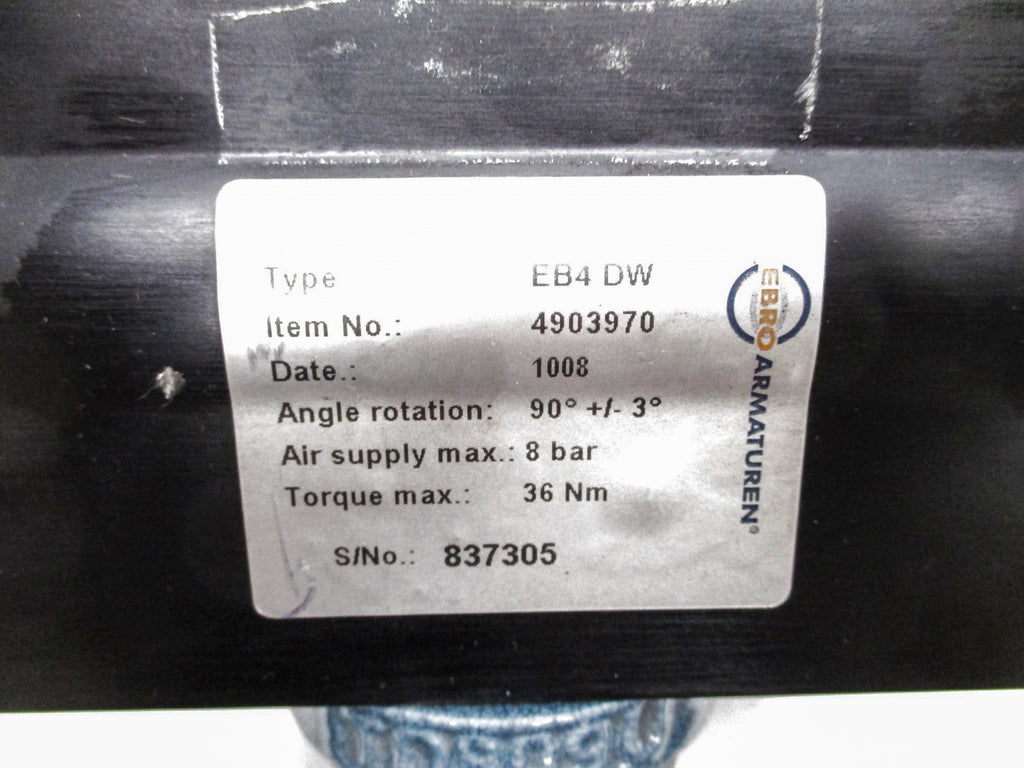 Type EB4 DW
Item No.: 4903970
Date.: 1008
Angle rotation: 90° +/- 3°
Air supply max.: 8 bar
Torque max.: 36 Nm
S/No.: 837305
EBRO ARMATUREN®